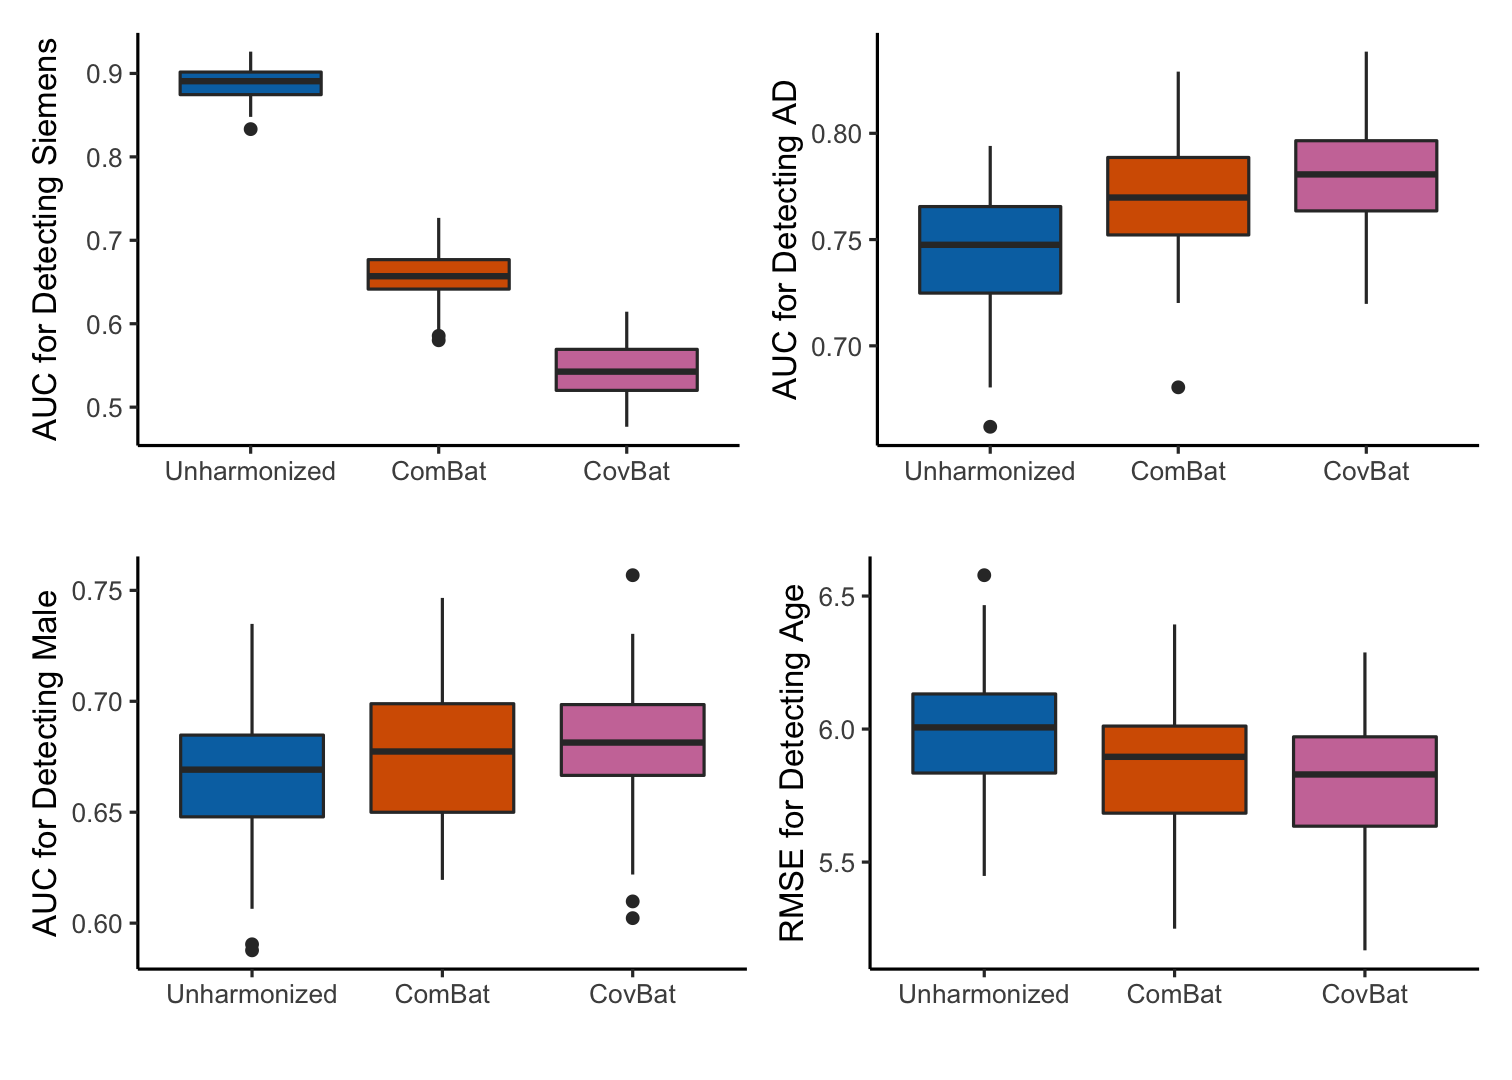 AUC for Detecting Siemens
0.9
0.8
0.7
0.6
0.5
Unharmonized ComBat CovBat
AUC for Detecting AD
0.80
0.75
0.70
Unharmonized ComBat CovBat
AUC for Detecting Male
0.75
0.70
0.65
0.60
Unharmonized ComBat CovBat
RMSE for Detecting Age
6.5
6.0
5.5
Unharmonized ComBat CovBat